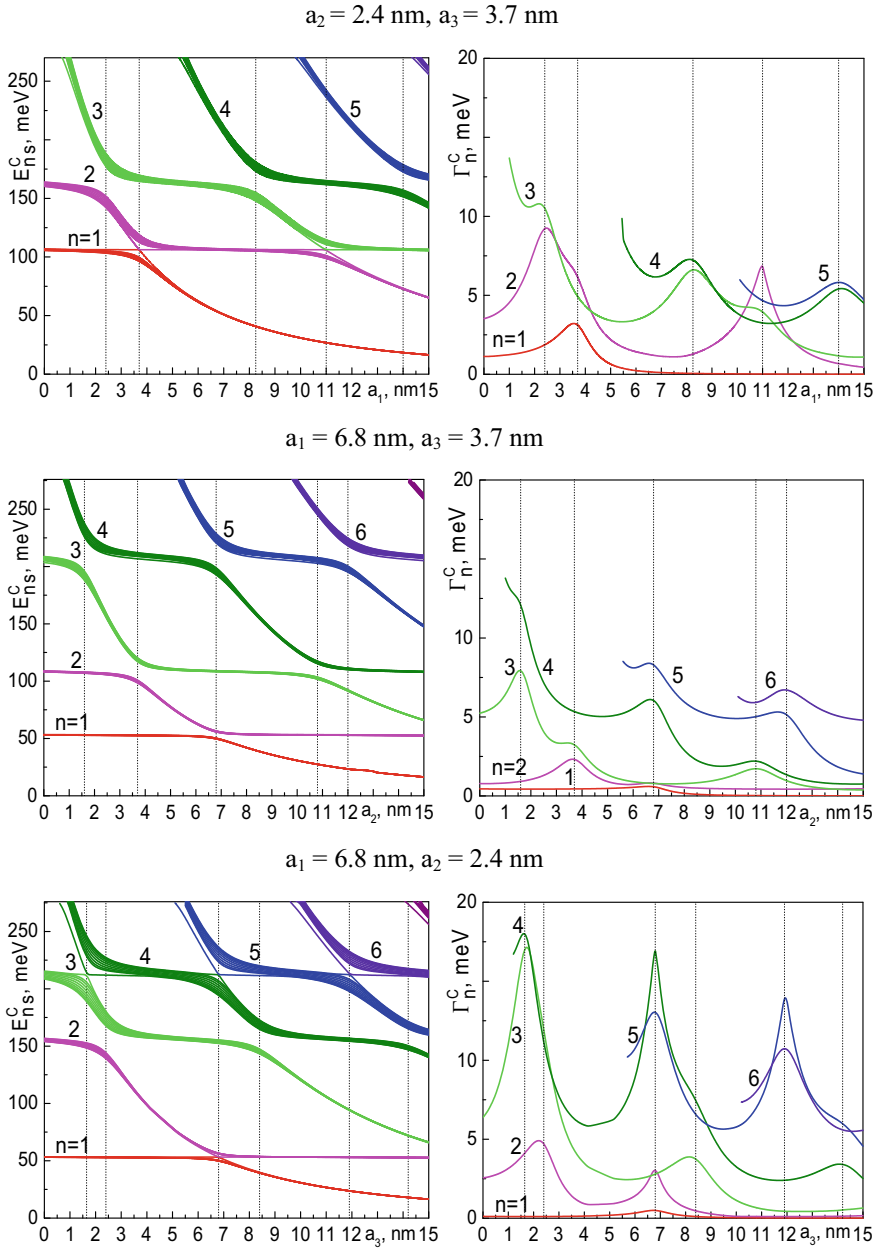 a₂ = 2.4 nm, a₃ = 3.7 nm
E^C_ns, meV
250
200
150
100
50
0
3
4
5
2
n=1
0 1 2 3 4 5 6 7 8 9 10 11 12 a₁, nm 15
Γ^C_n, meV
20
15
10
5
0
3
2
4
5
n=1
0 1 2 3 4 5 6 7 8 9 10 11 12 a₁, nm 15
a₁ = 6.8 nm, a₃ = 3.7 nm
E^C_ns, meV
250
200
150
100
50
0
4
5
6
3
2
n=1
0 1 2 3 4 5 6 7 8 9 10 11 12 a₂, nm 15
Γ^C_n, meV
20
15
10
5
0
4
3
5
6
n=2
1
0 1 2 3 4 5 6 7 8 9 10 12 a₂, nm 15
a₁ = 6.8 nm, a₂ = 2.4 nm
E^C_ns, meV
250
200
150
100
50
0
3
4
5
6
2
n=1
0 1 2 3 4 5 6 7 8 9 10 11 12 a₃, nm 15
Γ^C_n, meV
20
15
10
5
0
4
3
5
6
2
n=1
0 1 2 3 4 5 6 7 8 9 10 11 12 a₃, nm 15